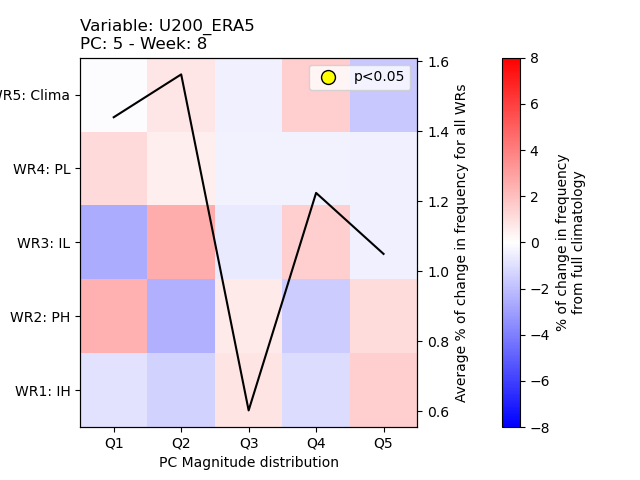 Variable: U200_ERA5
PC: 5 - Week: 8
p<0.05
WR5: Clima
WR4: PL
WR3: IL
WR2: PH
WR1: IH
Q1 Q2 Q3 Q4 Q5
PC Magnitude distribution
1.6
1.4
1.2
1.0
0.8
0.6
Average % of change in frequency for all WRs
8
6
4
2
0
−2
−4
−6
−8
% of change in frequency
from full climatology